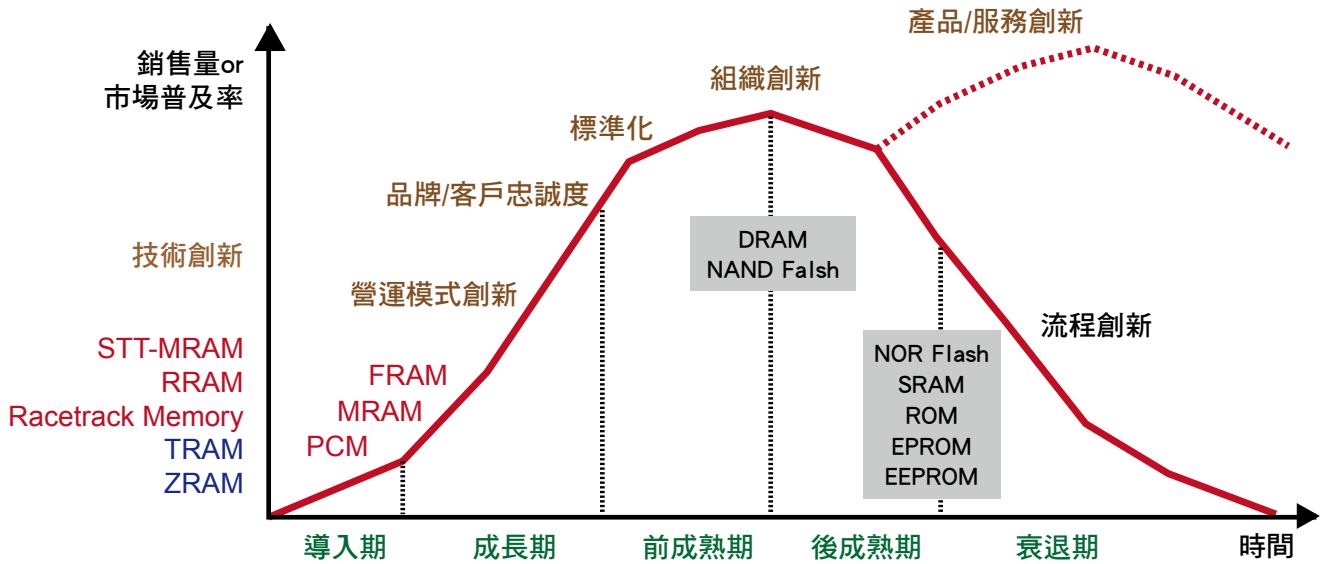 產品/服務創新
銷售量or
市場普及率
組織創新
標準化
品牌/客戶忠誠度
技術創新
營運模式創新
DRAM
NAND Falsh
流程創新
STT-MRAM
RRAM
Racetrack Memory
TRAM
ZRAM
FRAM
MRAM
PCM
NOR Flash
SRAM
ROM
EPROM
EEPROM
導入期
成長期
前成熟期
後成熟期
衰退期
時間